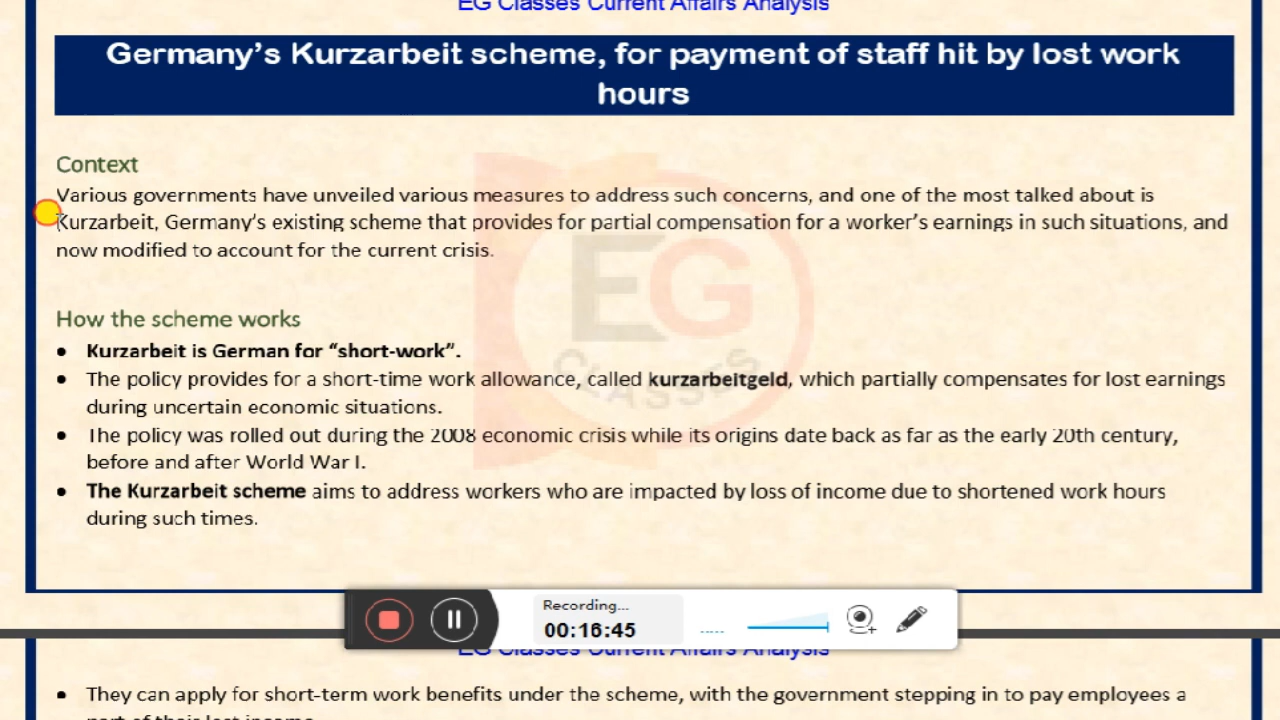 EG Classes Current Affairs Analysis
Germany's Kurzarbeit scheme, for payment of staff hit by lost work
hours
Context
Various governments have unveiled various measures to address such concerns, and one of the most talked about is
Kurzarbeit, Germany's existing scheme that provides for partial compensation for a worker's earnings in such situations, and
now modified to account for the current crisis.
EG
CLASSES
How the scheme works
• Kurzarbeit is German for “short-work”.
• The policy provides for a short-time work allowance, called kurzarbeitgeld, which partially compensates for lost earnings
during uncertain economic situations.
• The policy was rolled out during the 2008 economic crisis while its origins date back as far as the early 20th century,
before and after World War I.
• The Kurzarbeit scheme aims to address workers who are impacted by loss of income due to shortened work hours
during such times.
Recording...
00:16:45
EG Classes Current Affairs Analysis
• They can apply for short-term work benefits under the scheme, with the government stepping in to pay employees a
part of their lost income